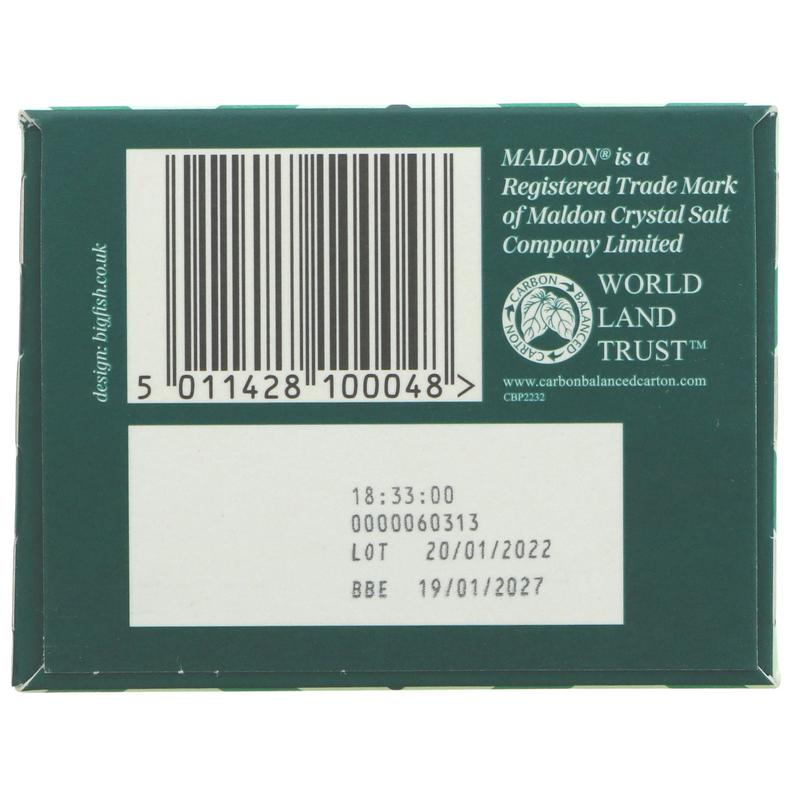 MALDON® is a
Registered Trade Mark
of Maldon Crystal Salt
Company Limited
CARBON BALANCED CARTON
WORLD
LAND
TRUST™
www.carbonbalancedcarton.com
CBP2232
design: bigfish.co.uk
5 011428 100048 >
18:33:00
0000060313
LOT 20/01/2022
BBE 19/01/2027